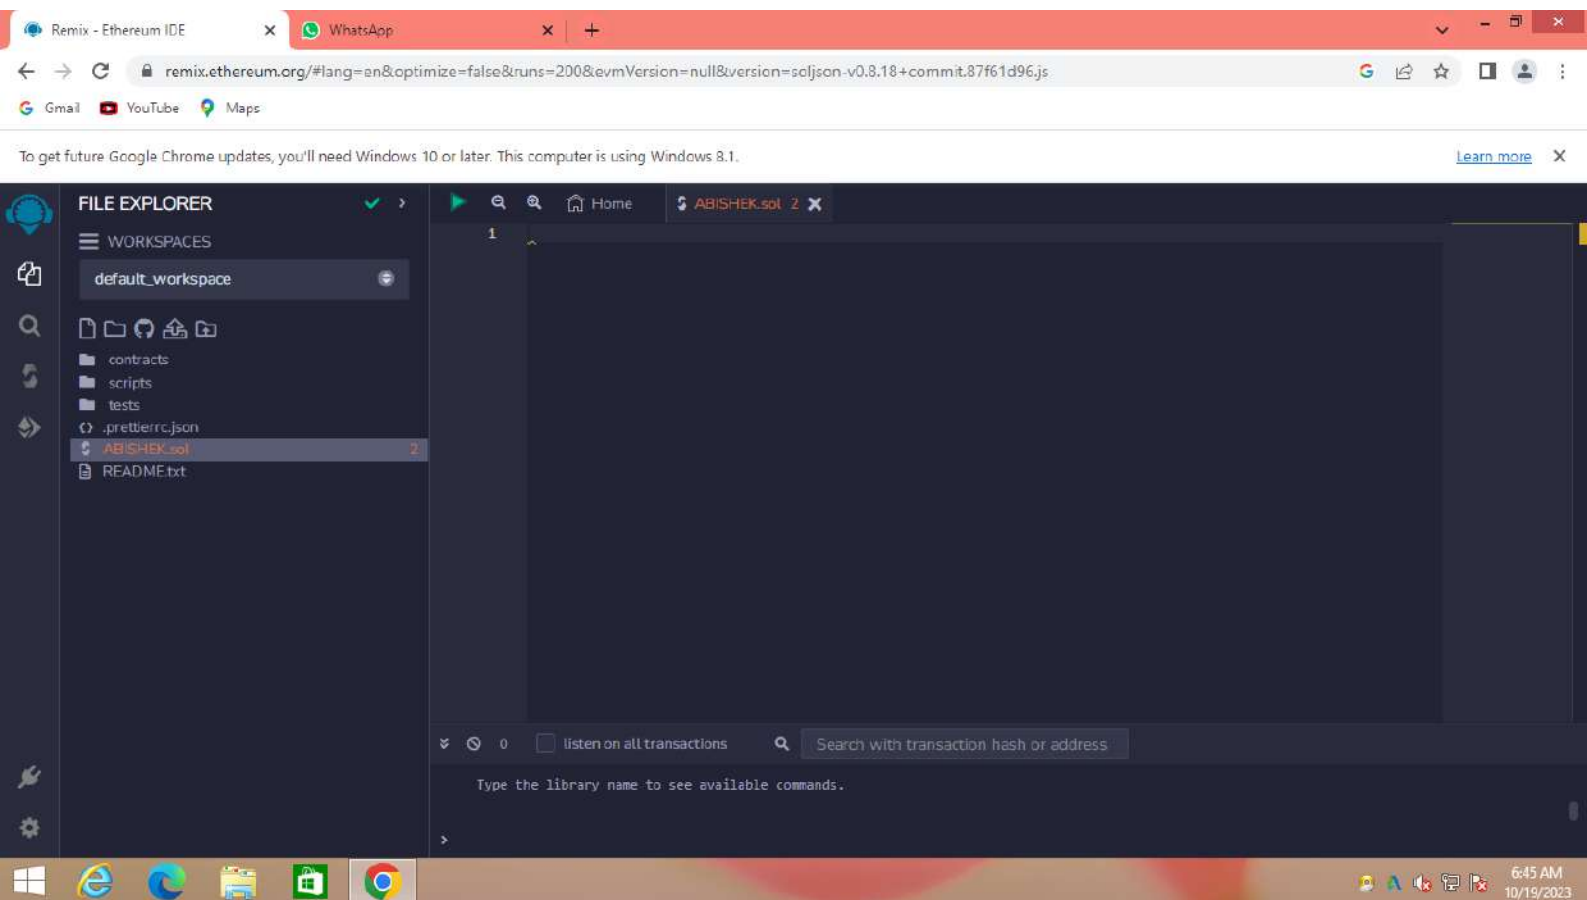 Remix - Ethereum IDE
WhatsApp
remix.ethereum.org/#lang=en&optimize=false&runs=200&evmVersion=null&version=soljson-v0.8.18+commit.87f61d96.js
G
G Gmail YouTube Maps
To get future Google Chrome updates, you'll need Windows 10 or later. This computer is using Windows 8.1.
Learn more
FILE EXPLORER
Home
ABISHEK.sol 2
WORKSPACES
1
default_workspace
contracts
scripts
tests
.prettierrc.json
ABISHEK.sol 2
README.txt
0 listen on all transactions
Search with transaction hash or address
Type the library name to see available commands.
>
6:45 AM
10/19/2023